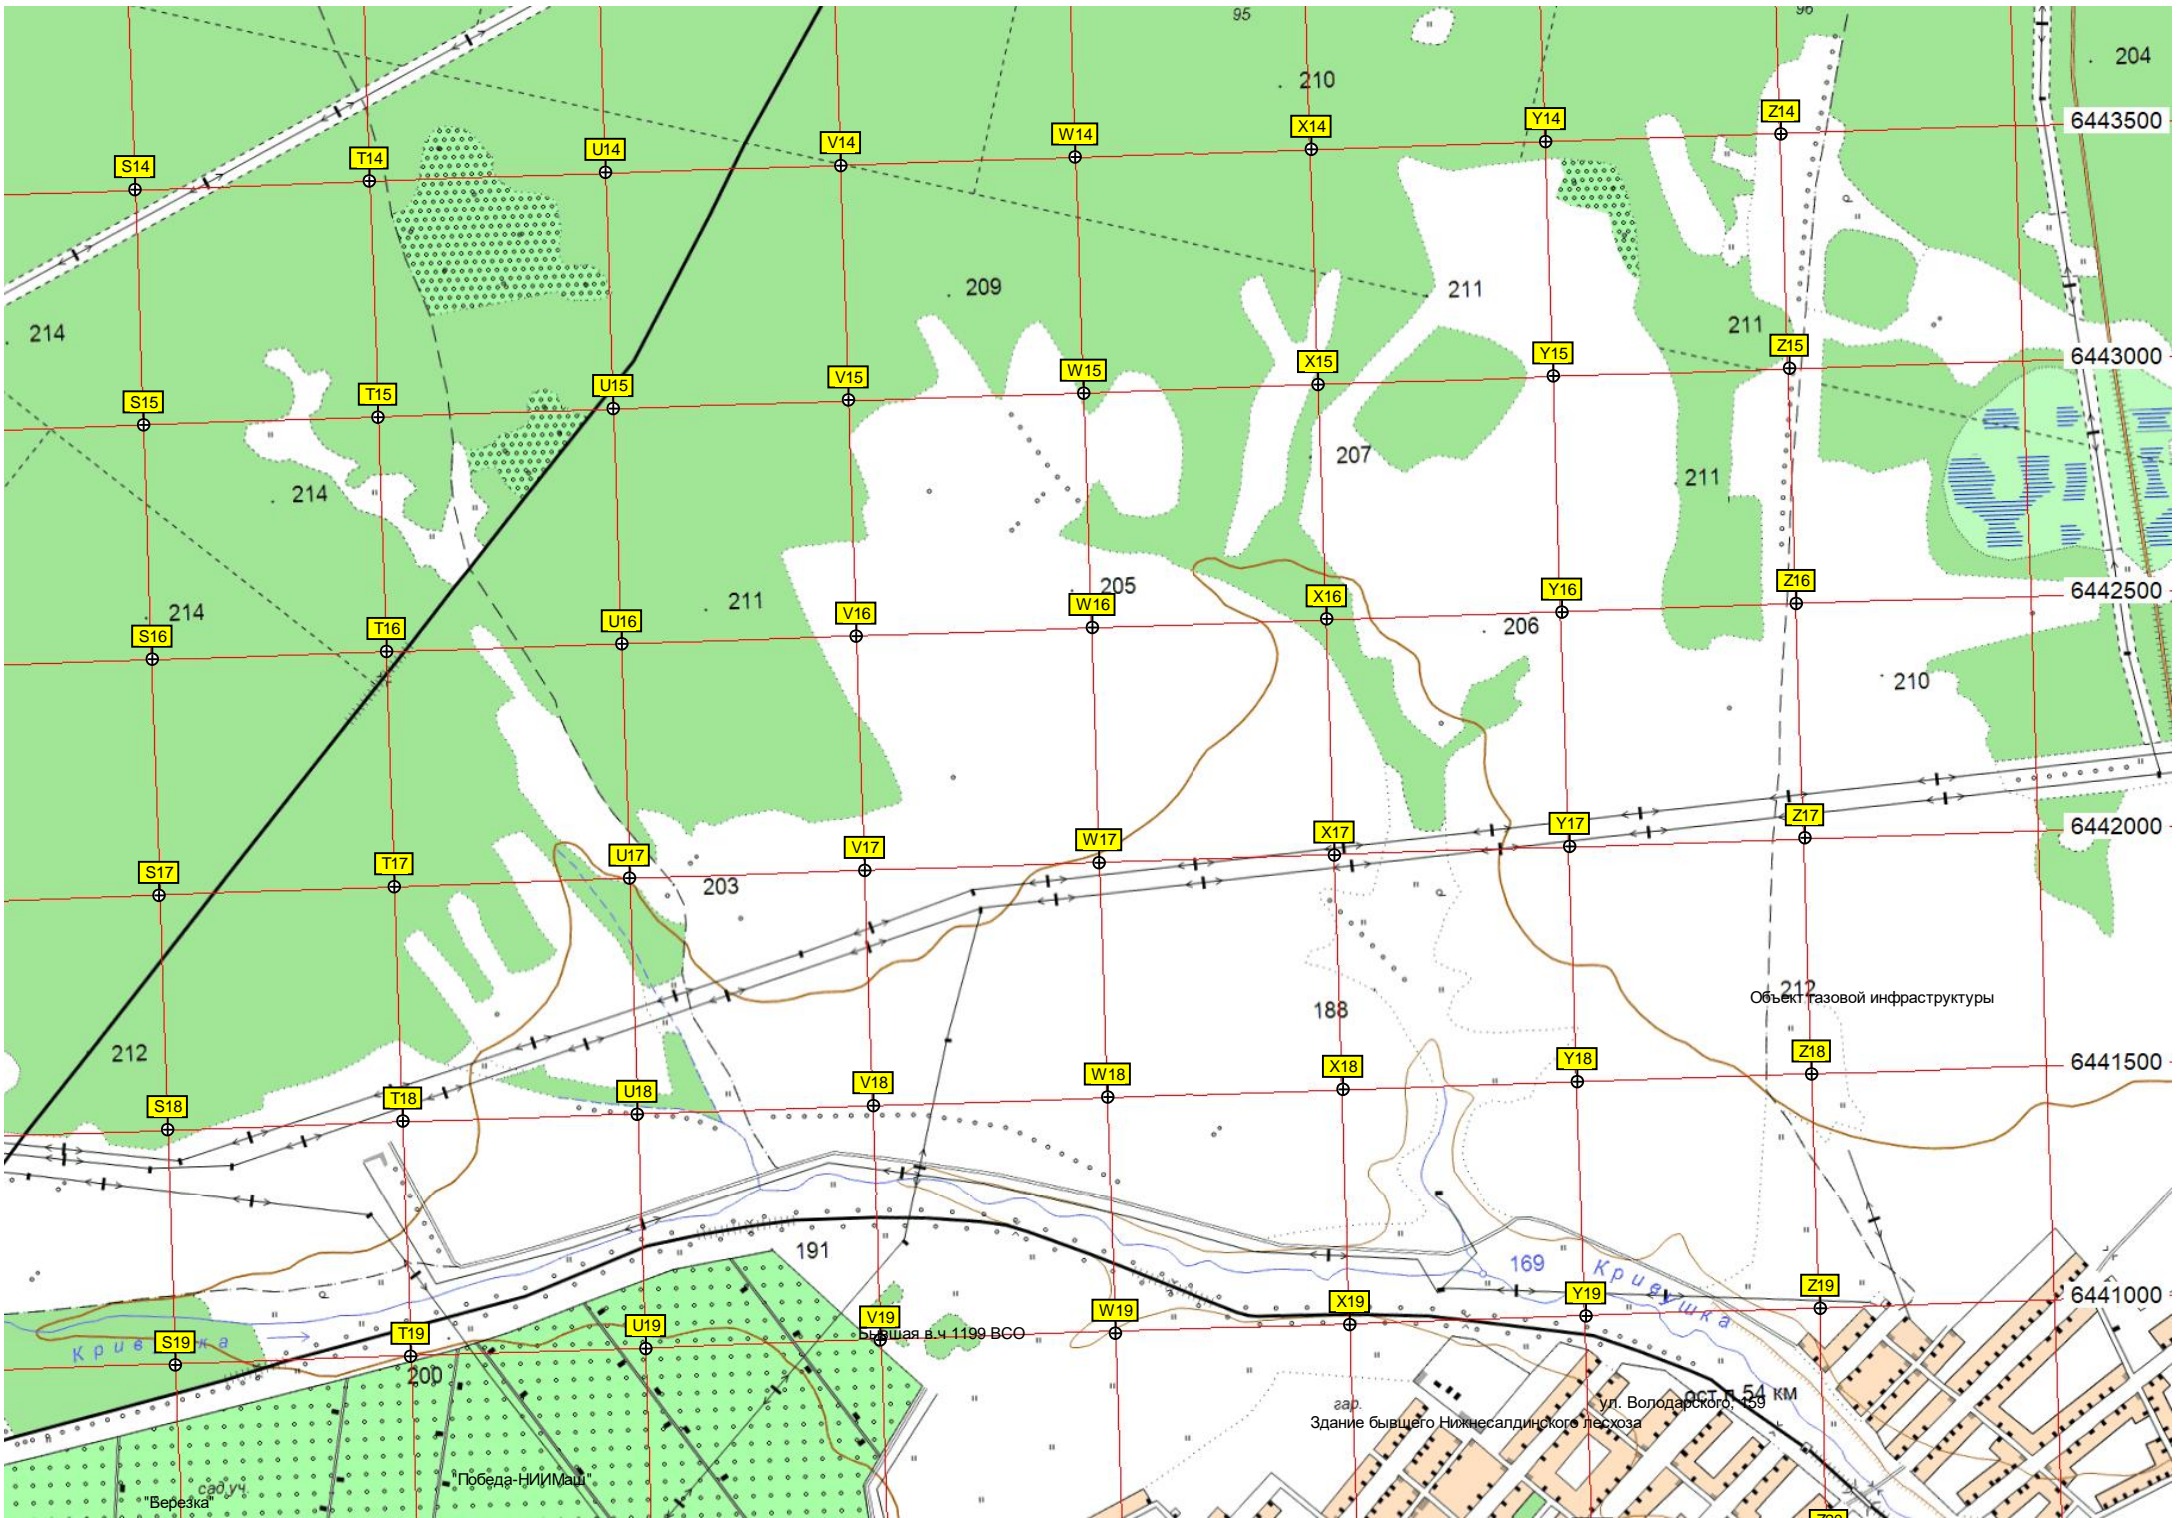 95
96
204
210
Z14
6443500
Y14
X14
W14
V14
U14
T14
S14
209
211
214
211
Z15
6443000
Y15
X15
W15
V15
U15
T15
S15
207
211
214
205
Z16
6442500
Y16
X16
W16
V16
U16
T16
S16
211
214
206
210
Z17
6442000
Y17
X17
W17
V17
U17
T17
S17
203
212
Объект газовой инфраструктуры
188
212
Z18
6441500
Y18
X18
W18
V18
U18
T18
S18
191
169
Кривушка
Z19
6441000
Y19
X19
W19
V19
U19
T19
S19
Бывшая в.ч 1199 ВСО
200
ост.п. 54 км
ул. Володарского, 159
гар.
Здание бывшего Нижнесалдинского лесхоза
"Победа-НИИМаш"
сад.уч.
"Березка"